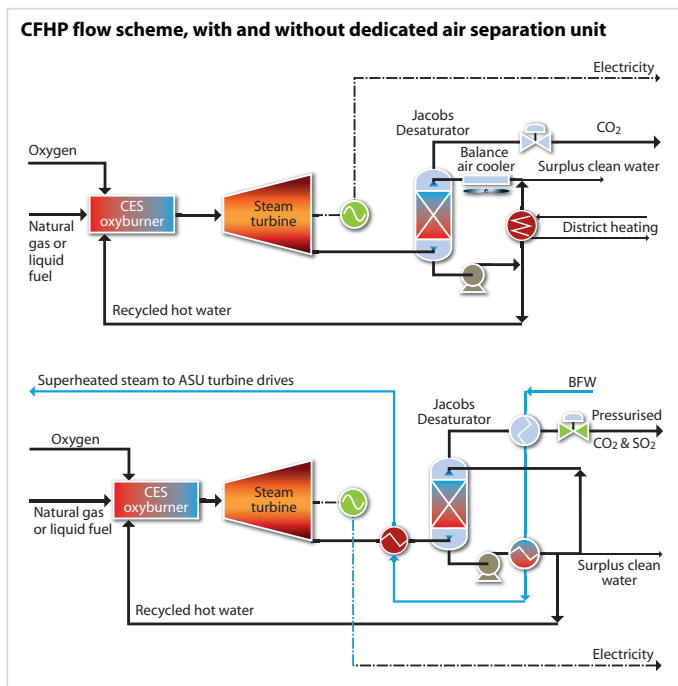 CFHP flow scheme, with and without dedicated air separation unit
Electricity
Jacobs
Desaturator
CO2
Oxygen
Balance
air cooler
Surplus clean water
CES
oxyburner
Steam
turbine
Natural
gas or
liquid
fuel
District heating
Recycled hot water
Superheated steam to ASU turbine drives
BFW
Jacobs
Desaturator
Pressurised
CO2 & SO2
Oxygen
CES
oxyburner
Steam
turbine
Natural gas
or liquid fuel
Surplus clean
water
Recycled hot water
Electricity